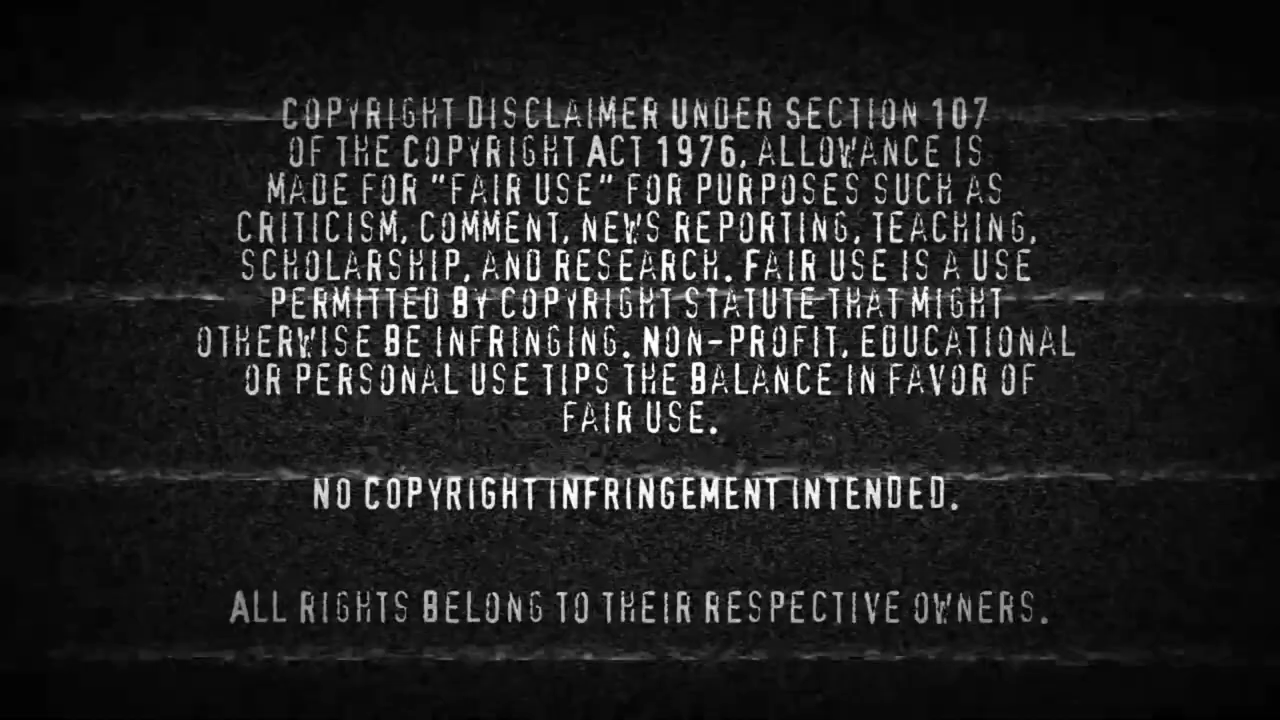 COPYRIGHT DISCLAIMER UNDER SECTION 107
OF THE COPYRIGHT ACT 1976, ALLOWANCE IS
MADE FOR "FAIR USE" FOR PURPOSES SUCH AS
CRITICISM, COMMENT, NEWS REPORTING, TEACHING,
SCHOLARSHIP, AND RESEARCH. FAIR USE IS A USE
PERMITTED BY COPYRIGHT STATUTE THAT MIGHT
OTHERWISE BE INFRINGING. NON-PROFIT, EDUCATIONAL
OR PERSONAL USE TIPS THE BALANCE IN FAVOR OF
FAIR USE.
NO COPYRIGHT INFRINGEMENT INTENDED.
ALL RIGHTS BELONG TO THEIR RESPECTIVE OWNERS.